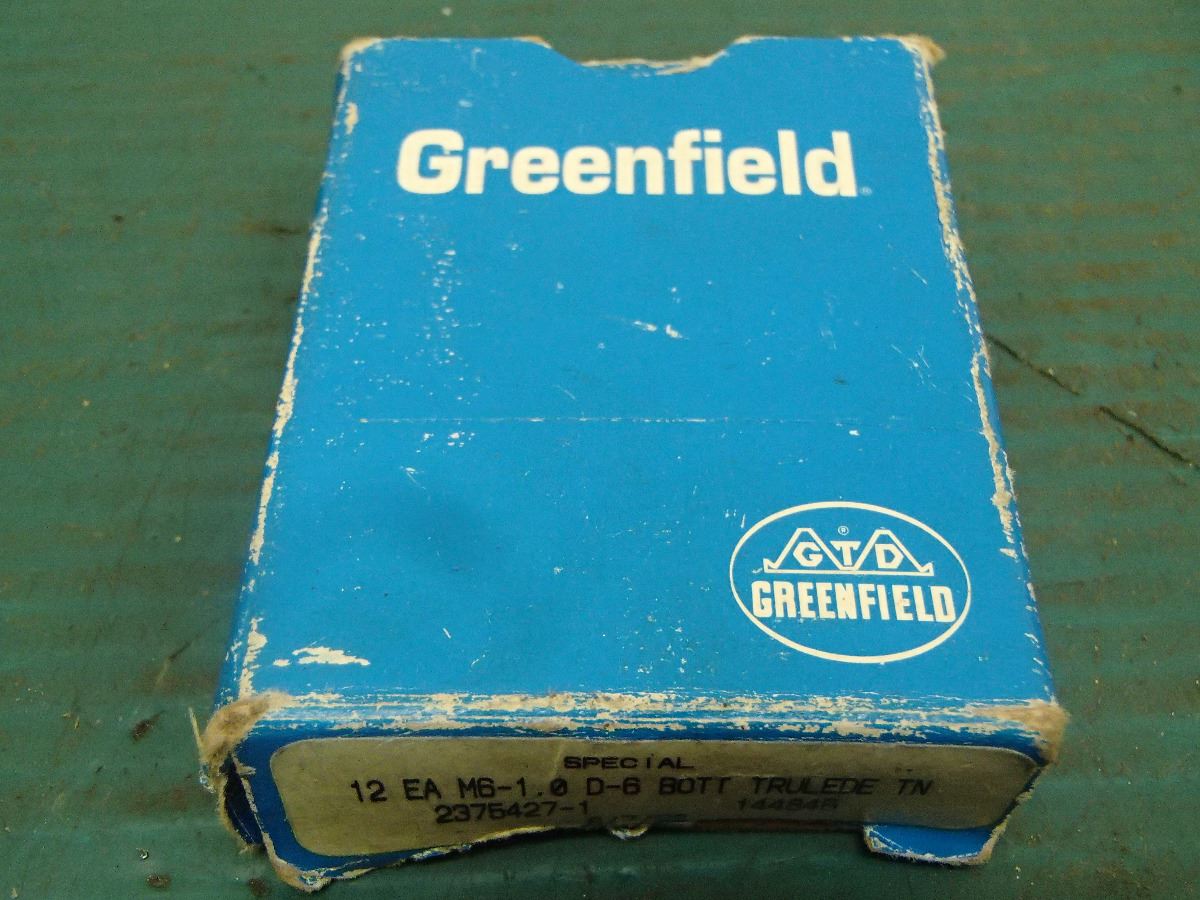 Greenfield®
GTD®
GREENFIELD
SPECIAL
12 EA M6-1.0 D-6 BOTT TRULEDE TN
2375427-1